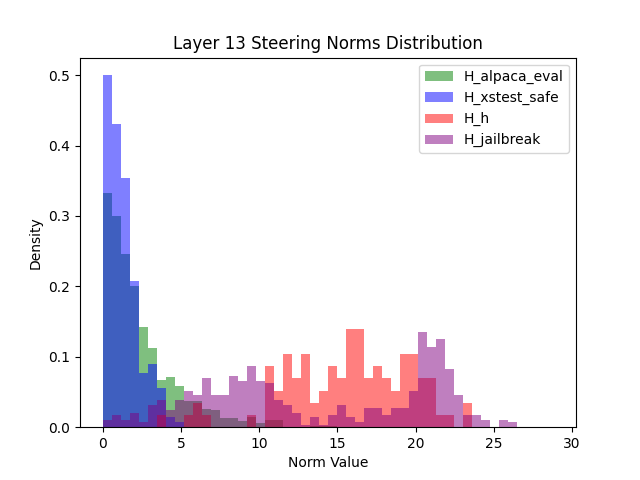 Layer 13 Steering Norms Distribution
H_alpaca_eval
H_xstest_safe
H_h
H_jailbreak
Density
0.5
0.4
0.3
0.2
0.1
0.0
0 5 10 15 20 25 30
Norm Value